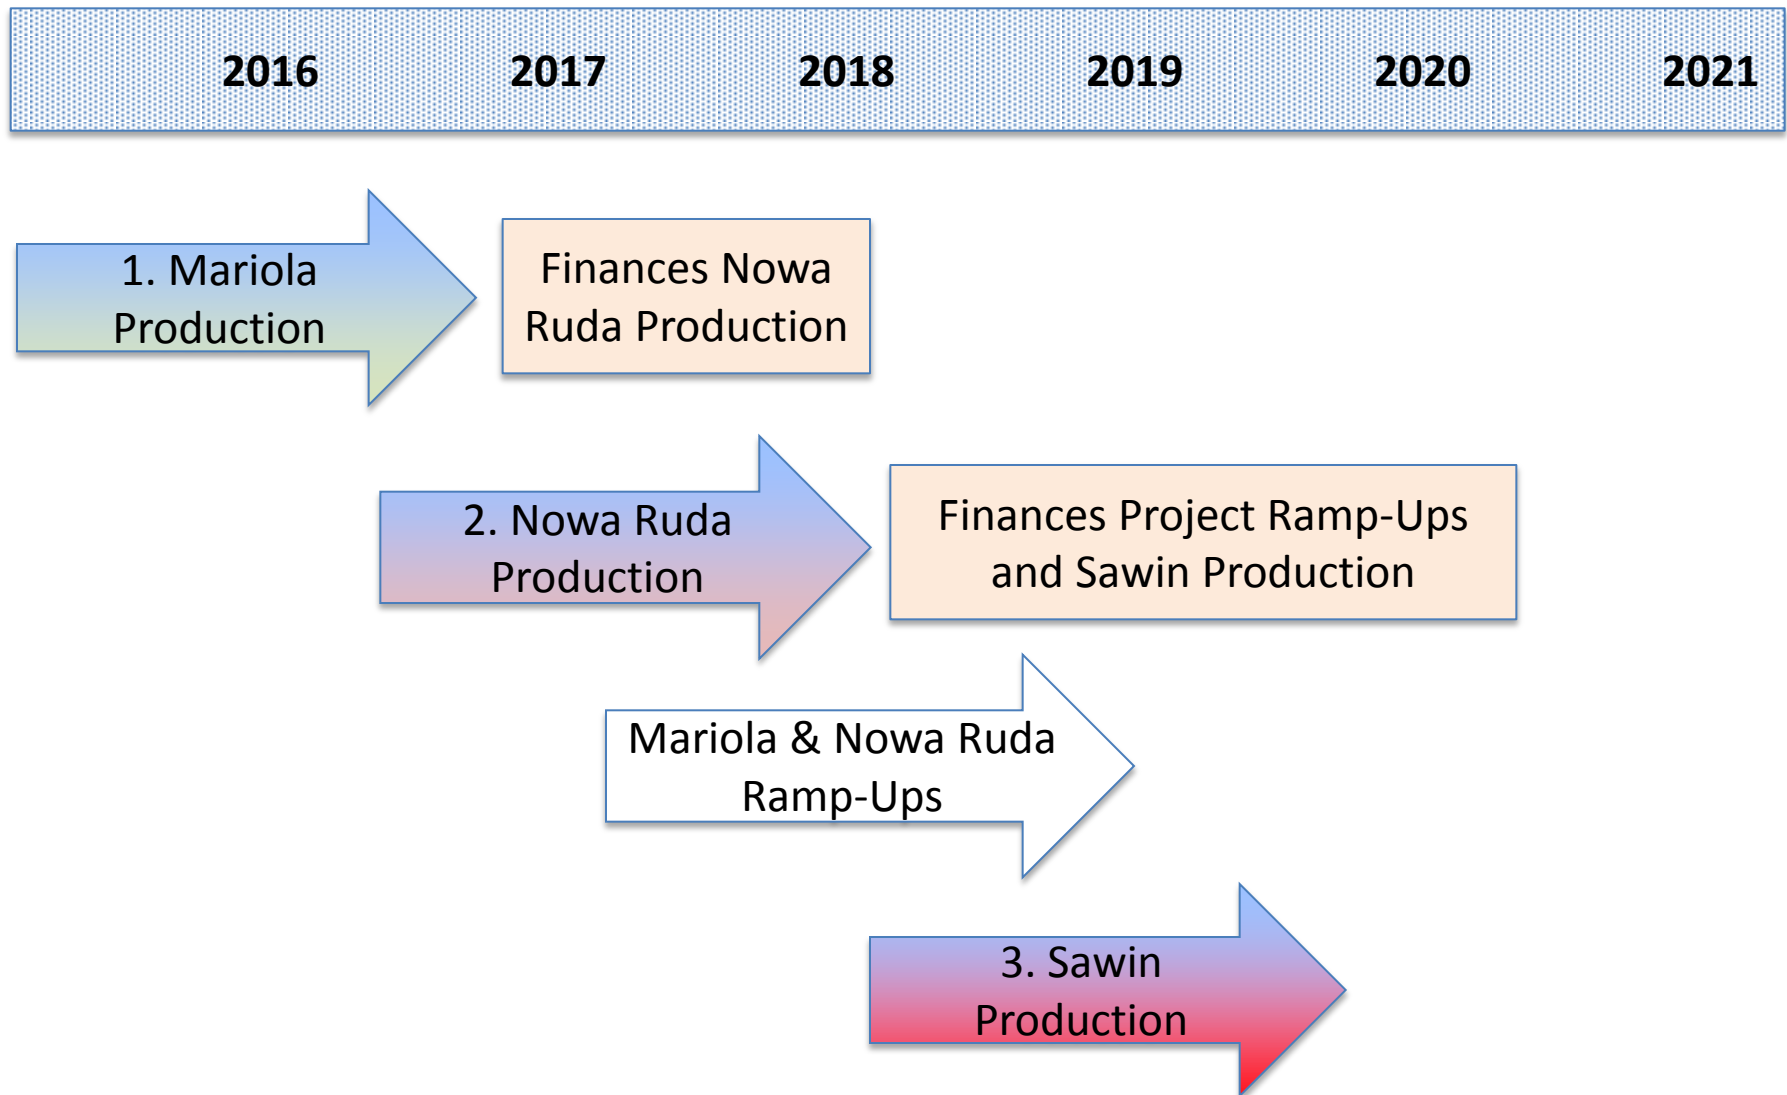 2016 2017 2018 2019 2020 2021
1. Mariola
Production
Finances Nowa
Ruda Production
2. Nowa Ruda
Production
Finances Project Ramp-Ups
and Sawin Production
Mariola & Nowa Ruda
Ramp-Ups
3. Sawin
Production